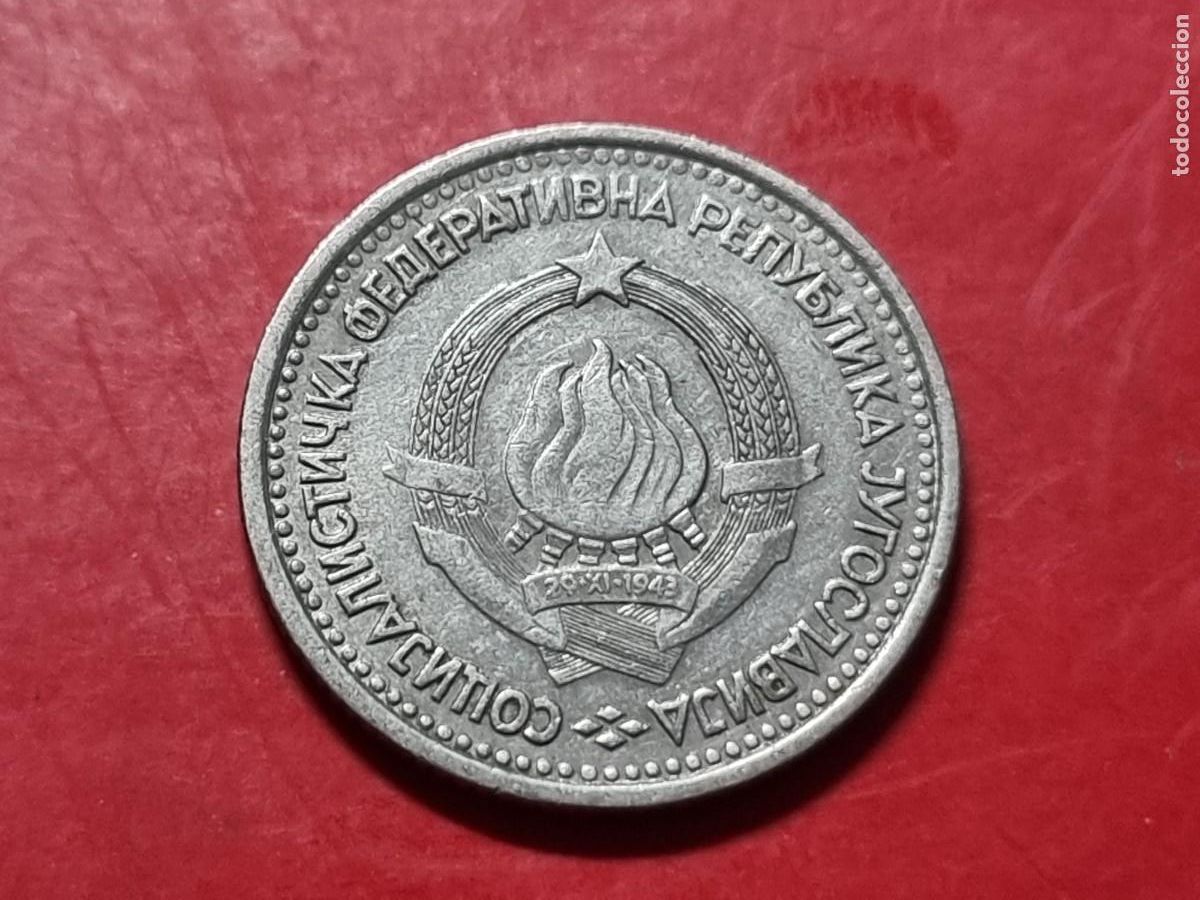 СОЦИЈАЛИСТИЧКА ФЕДЕРАТИВНА РЕПУБЛИКА ЈУГОСЛАВИЈА
29·XI·1943
todocoleccion